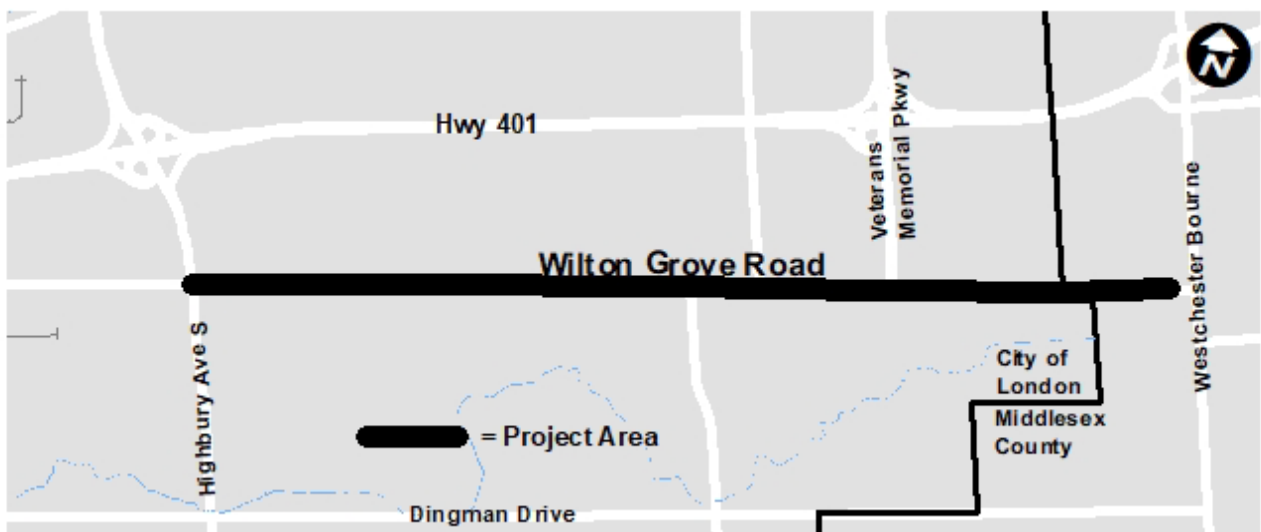 N
Hwy 401
Veterans
Memorial Pkwy
Wilton Grove Road
Westchester Bourne
Highbury Ave S
City of
London
Middlesex
County
= Project Area
Dingman Drive